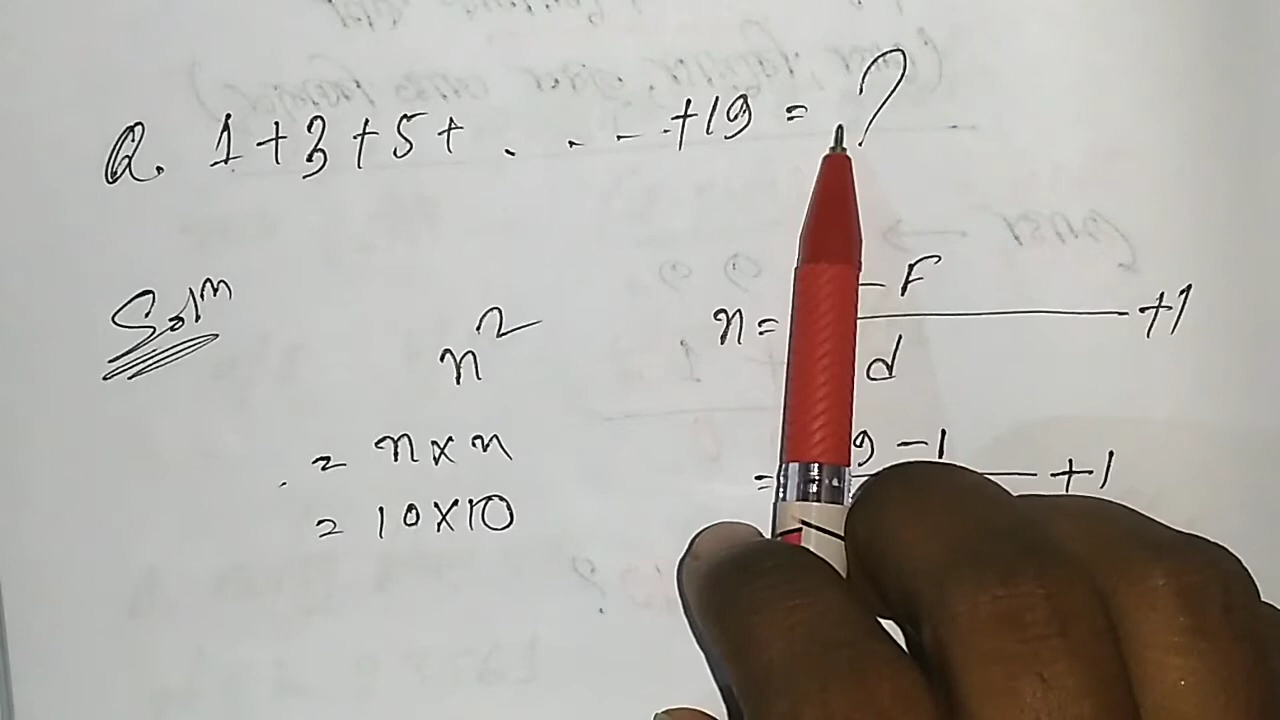 Q. 1+3+5+ . . - - +19 = ?
Soln
n²
n =
- F
+1
d
= n×n
= 9 -1
+1
= 10×10